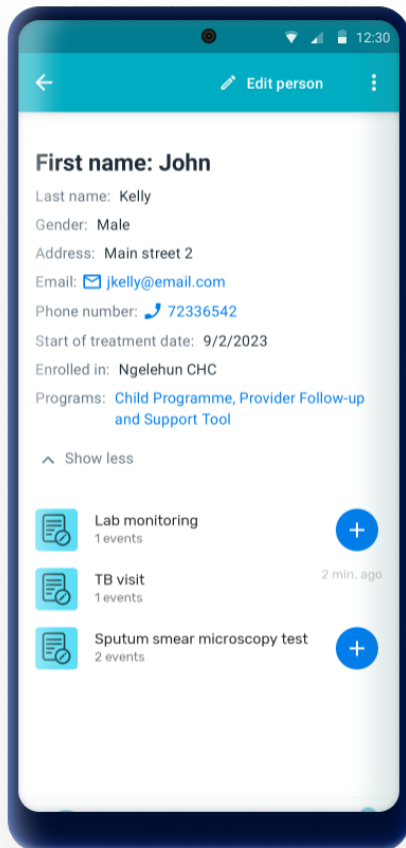 12:30
Edit person
First name: John
Last name: Kelly
Gender: Male
Address: Main street 2
Email: jkelly@email.com
Phone number: 72336542
Start of treatment date: 9/2/2023
Enrolled in: Ngelehun CHC
Programs: Child Programme, Provider Follow-up
and Support Tool
Show less
Lab monitoring
1 events
TB visit
2 min. ago
1 events
Sputum smear microscopy test
2 events